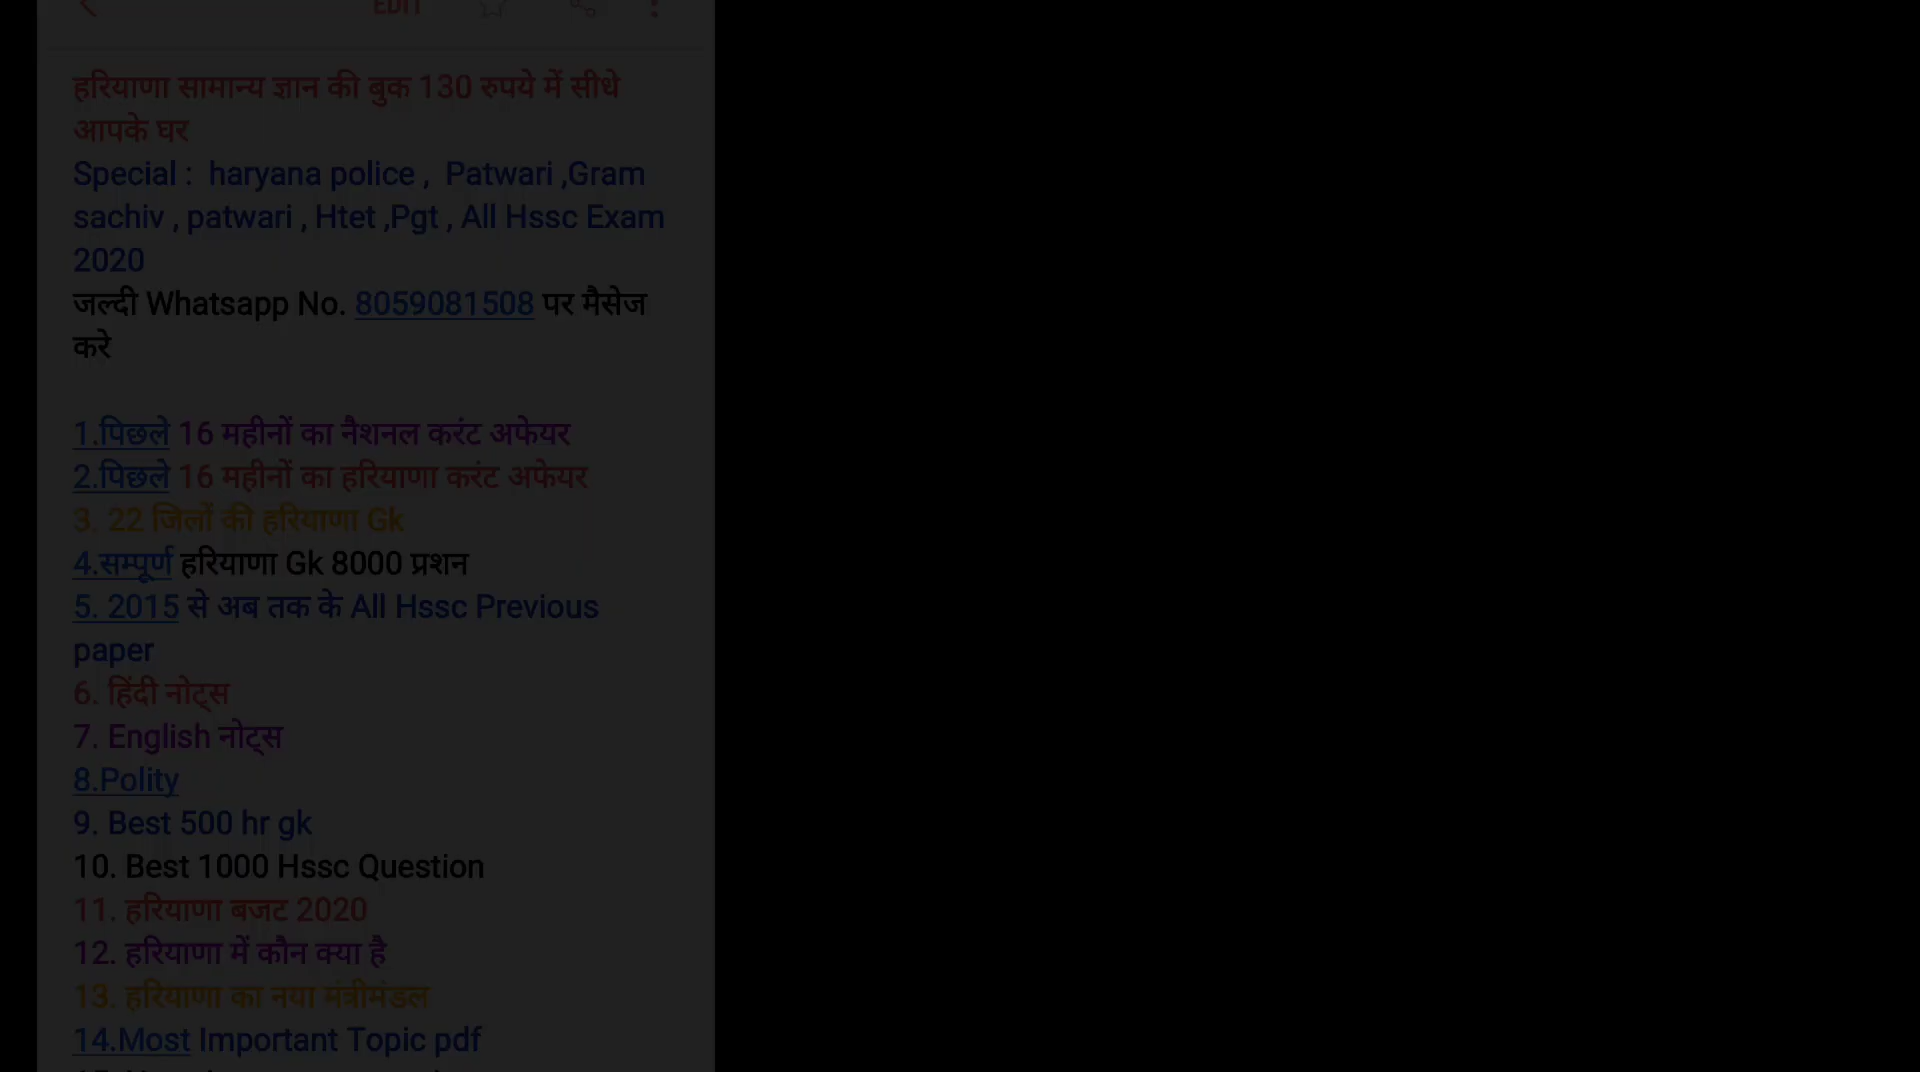 EDIT
हरियाणा सामान्य ज्ञान की बुक 130 रुपये में सीधे
आपके घर
Special :  haryana police ,  Patwari ,Gram
sachiv , patwari , Htet ,Pgt , All Hssc Exam
2020
जल्दी Whatsapp No. 8059081508 पर मैसेज
करे
1.पिछले 16 महीनों का नैशनल करंट अफेयर
2.पिछले 16 महीनों का हरियाणा करंट अफेयर
3. 22 जिलों की हरियाणा Gk
4.सम्पूर्ण हरियाणा Gk 8000 प्रशन
5. 2015 से अब तक के All Hssc Previous
paper
6. हिंदी नोट्स
7. English नोट्स
8.Polity
9. Best 500 hr gk
10. Best 1000 Hssc Question
11. हरियाणा बजट 2020
12. हरियाणा में कौन क्या है
13. हरियाणा का नया मंत्रीमंडल
14.Most Important Topic pdf